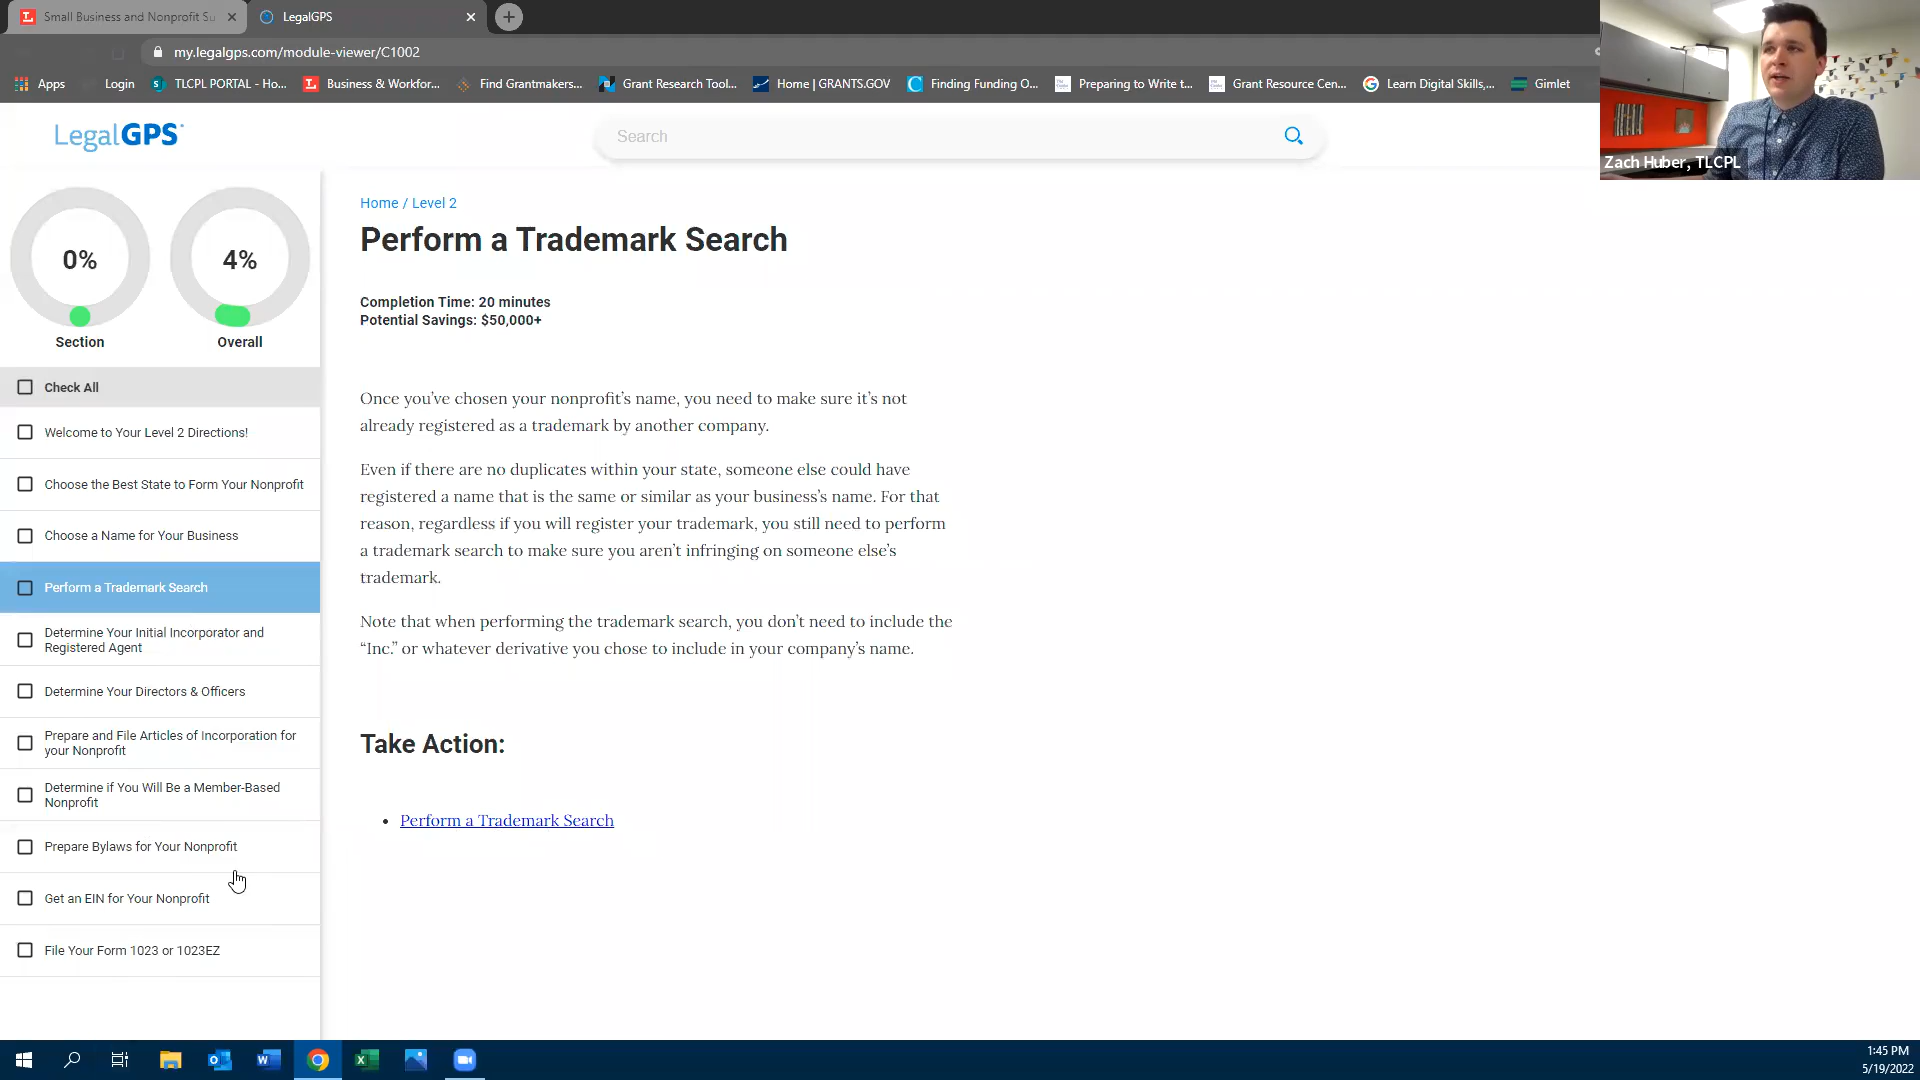 Small Business and Nonprofit Su
LegalGPS
my.legalgps.com/module-viewer/C1002
Apps
Login
TLCPL PORTAL - Ho...
Business & Workfor...
Find Grantmakers...
Grant Research Tool...
Home | GRANTS.GOV
Finding Funding O...
Preparing to Write t...
Grant Resource Cen...
Learn Digital Skills,...
Gimlet
Zach Huber, TLCPL
LegalGPS
Search
0%
4%
Section
Overall
Check All
Welcome to Your Level 2 Directions!
Choose the Best State to Form Your Nonprofit
Choose a Name for Your Business
Perform a Trademark Search
Determine Your Initial Incorporator and
Registered Agent
Determine Your Directors & Officers
Prepare and File Articles of Incorporation for
your Nonprofit
Determine if You Will Be a Member-Based
Nonprofit
Prepare Bylaws for Your Nonprofit
Get an EIN for Your Nonprofit
File Your Form 1023 or 1023EZ
Home / Level 2
Perform a Trademark Search
Completion Time: 20 minutes
Potential Savings: $50,000+
Once you’ve chosen your nonprofit’s name, you need to make sure it’s not
already registered as a trademark by another company.
Even if there are no duplicates within your state, someone else could have
registered a name that is the same or similar as your business’s name. For that
reason, regardless if you will register your trademark, you still need to perform
a trademark search to make sure you aren’t infringing on someone else’s
trademark.
Note that when performing the trademark search, you don’t need to include the
“Inc.” or whatever derivative you chose to include in your company’s name.
Take Action:
• Perform a Trademark Search
1:45 PM
5/19/2022